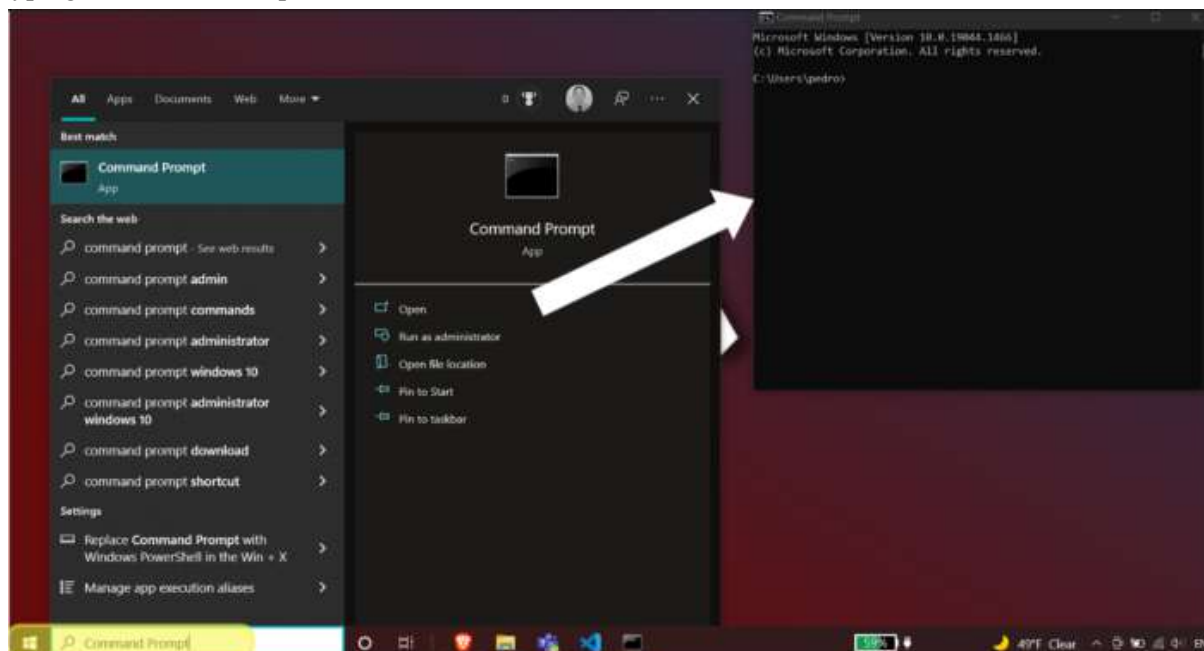 Command Prompt
Microsoft Windows [Version 10.0.19044.1466]
(c) Microsoft Corporation. All rights reserved.
C:\Users\pedro>
All Apps Documents Web More
0
Best match
Command Prompt
App
Search the web
command prompt - See web results
command prompt admin
command prompt commands
command prompt administrator
command prompt windows 10
command prompt administrator
windows 10
command prompt download
command prompt shortcut
Settings
Replace Command Prompt with
Windows PowerShell in the Win + X
Manage app execution aliases
Command Prompt
App
Open
Run as administrator
Open file location
Pin to Start
Pin to taskbar
Command Prompt
59%
49°F Clear